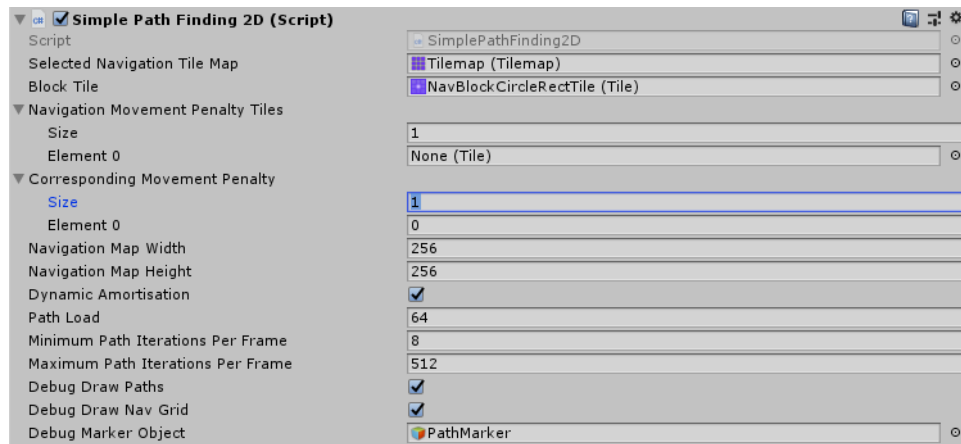 Simple Path Finding 2D (Script)
Script SimplePathFinding2D
Selected Navigation Tile Map Tilemap (Tilemap)
Block Tile NavBlockCircleRectTile (Tile)
Navigation Movement Penalty Tiles
Size 1
Element 0 None (Tile)
Corresponding Movement Penalty
Size 1
Element 0 0
Navigation Map Width 256
Navigation Map Height 256
Dynamic Amortisation
Path Load 64
Minimum Path Iterations Per Frame 8
Maximum Path Iterations Per Frame 512
Debug Draw Paths
Debug Draw Nav Grid
Debug Marker Object PathMarker